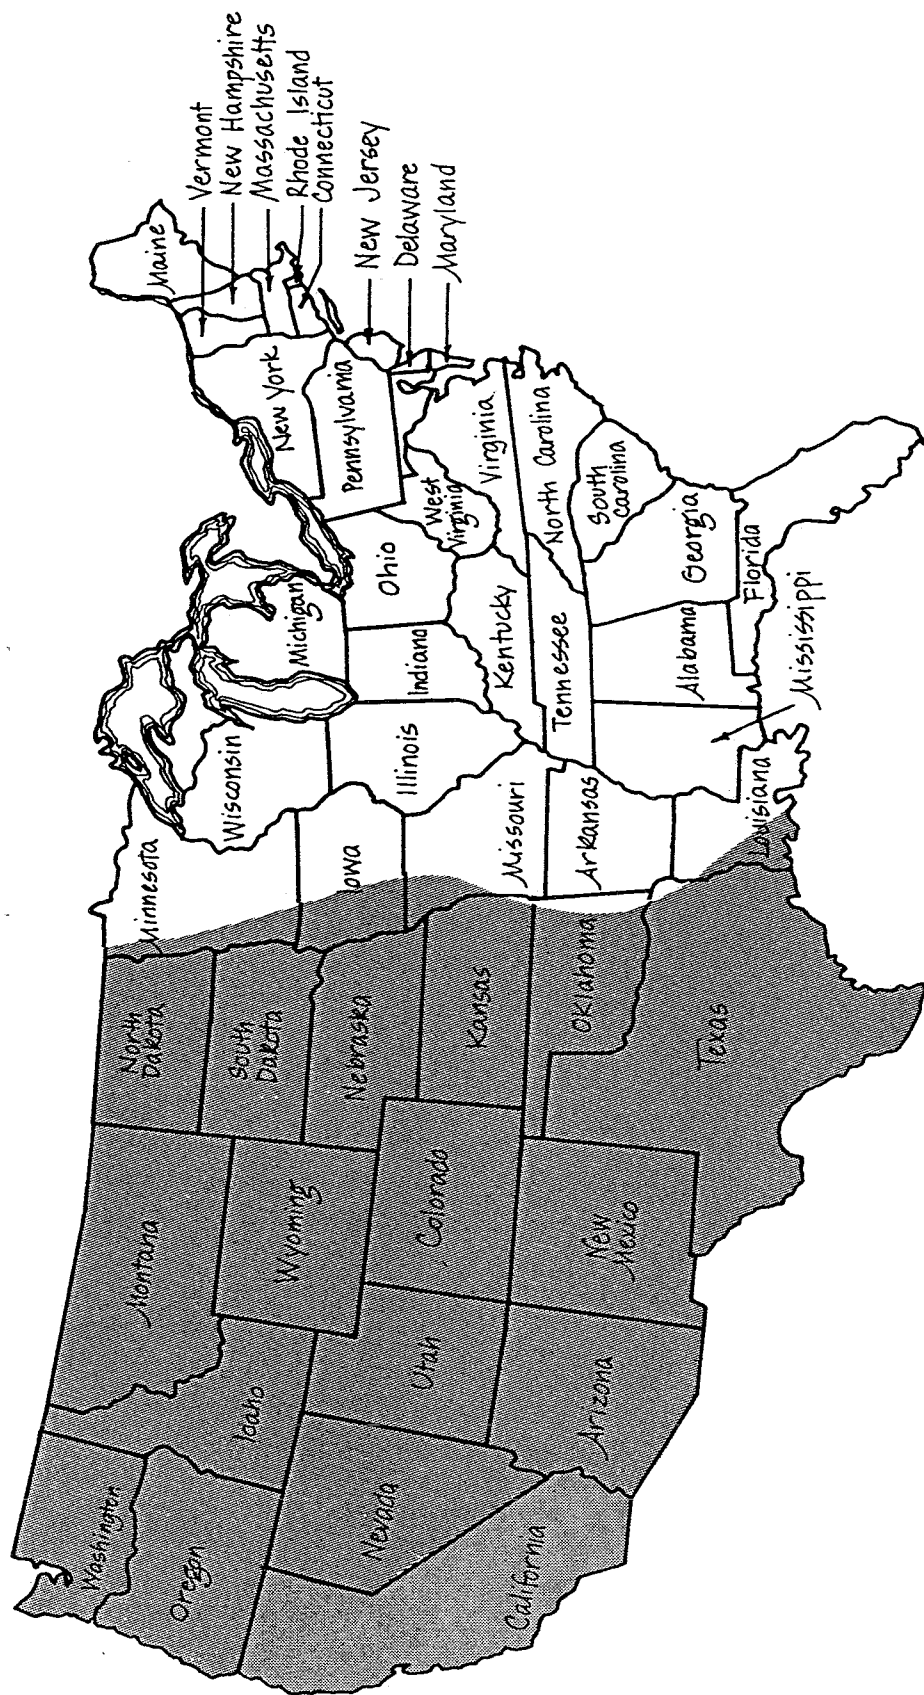 Washington
Oregon
California
Nevada
Idaho
Montana
Wyoming
Utah
Arizona
Colorado
New
Mexico
North
Dakota
South
Dakota
Nebraska
Kansas
Oklahoma
Texas
Minnesota
Iowa
Missouri
Arkansas
Louisiana
Wisconsin
Illinois
Michigan
Indiana
Ohio
Kentucky
Tennessee
Mississippi
Alabama
Georgia
Florida
South
Carolina
North Carolina
Virginia
West
Virginia
Pennsylvania
New York
Maine
Vermont
New Hampshire
Massachusetts
Rhode Island
Connecticut
New Jersey
Delaware
Maryland